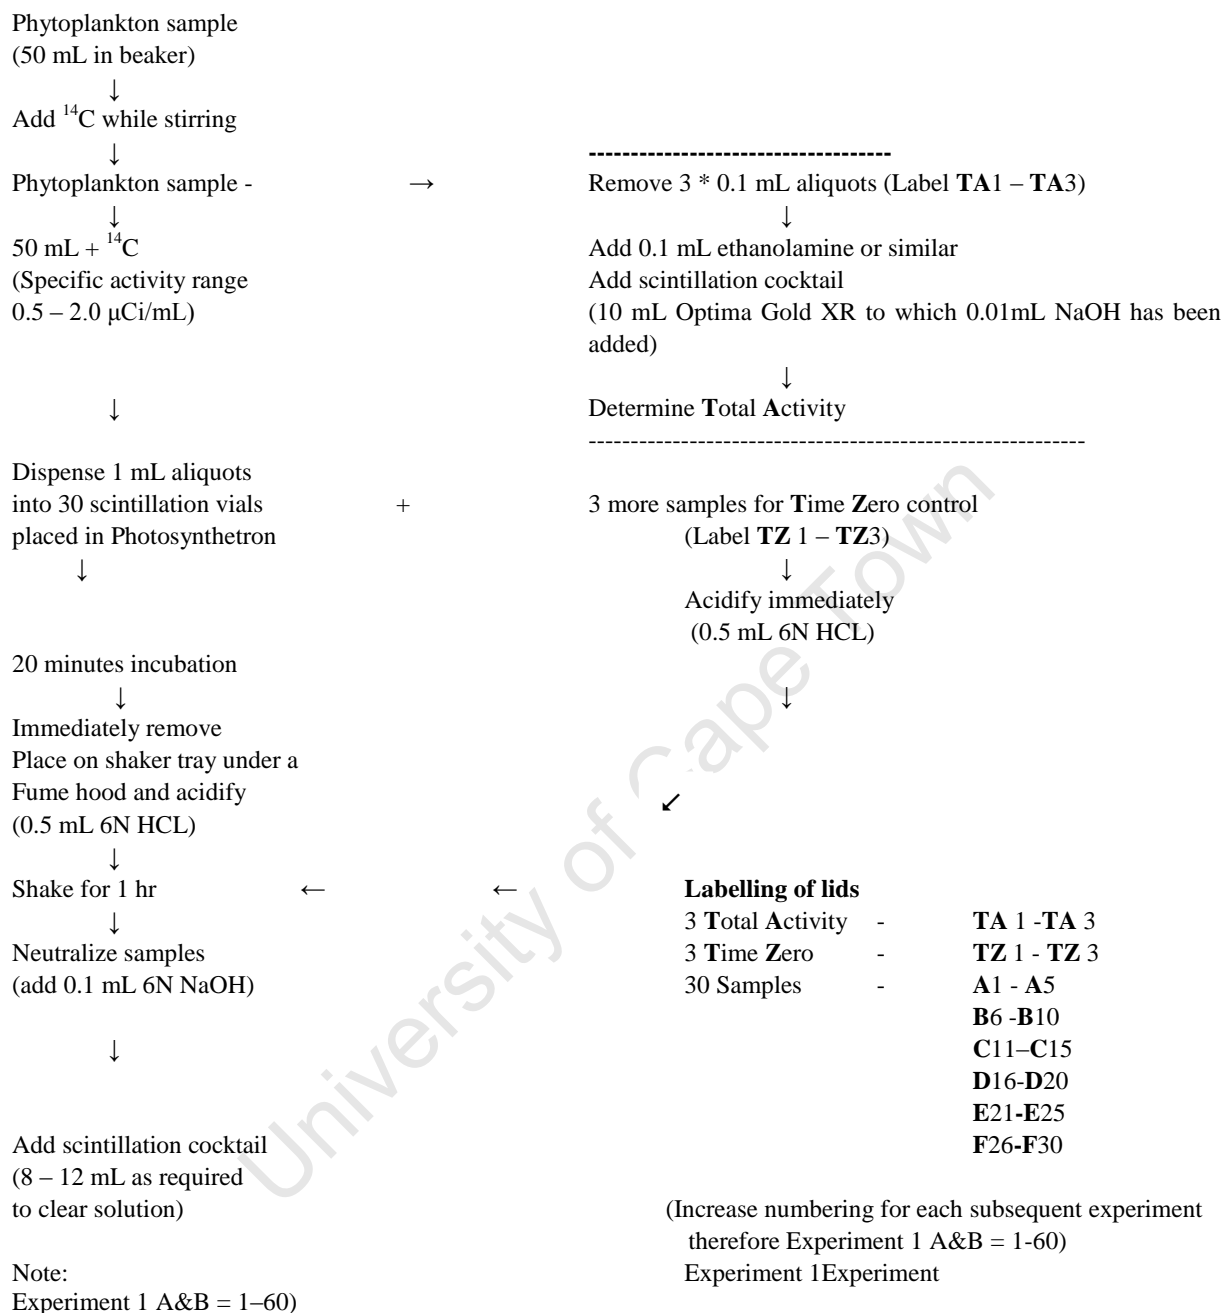 Phytoplankton sample
(50 mL in beaker)
↓
Add ¹⁴C while stirring
↓
-----------------------------------
Phytoplankton sample - → Remove 3 * 0.1 mL aliquots (Label TA1 – TA3)
↓ ↓
50 mL + ¹⁴C Add 0.1 mL ethanolamine or similar
(Specific activity range Add scintillation cocktail
0.5 – 2.0 μCi/mL) (10 mL Optima Gold XR to which 0.01mL NaOH has been
added)
↓
↓ Determine Total Activity
-----------------------------------------------------------
Dispense 1 mL aliquots
into 30 scintillation vials + 3 more samples for Time Zero control
placed in Photosynthetron (Label TZ 1 – TZ3)
↓ ↓
Acidify immediately
(0.5 mL 6N HCL)
20 minutes incubation
↓ ↓
Immediately remove
Place on shaker tray under a
Fume hood and acidify
↙
(0.5 mL 6N HCL)
↓
Shake for 1 hr ← ← Labelling of lids
↓ 3 Total Activity - TA 1 -TA 3
Neutralize samples 3 Time Zero - TZ 1 - TZ 3
(add 0.1 mL 6N NaOH) 30 Samples - A1 - A5
B6 -B10
↓ C11–C15
D16-D20
E21-E25
Add scintillation cocktail F26-F30
(8 – 12 mL as required
to clear solution) (Increase numbering for each subsequent experiment
therefore Experiment 1 A&B = 1-60)
Note: Experiment 1Experiment
Experiment 1 A&B = 1–60)
University of Cape Town